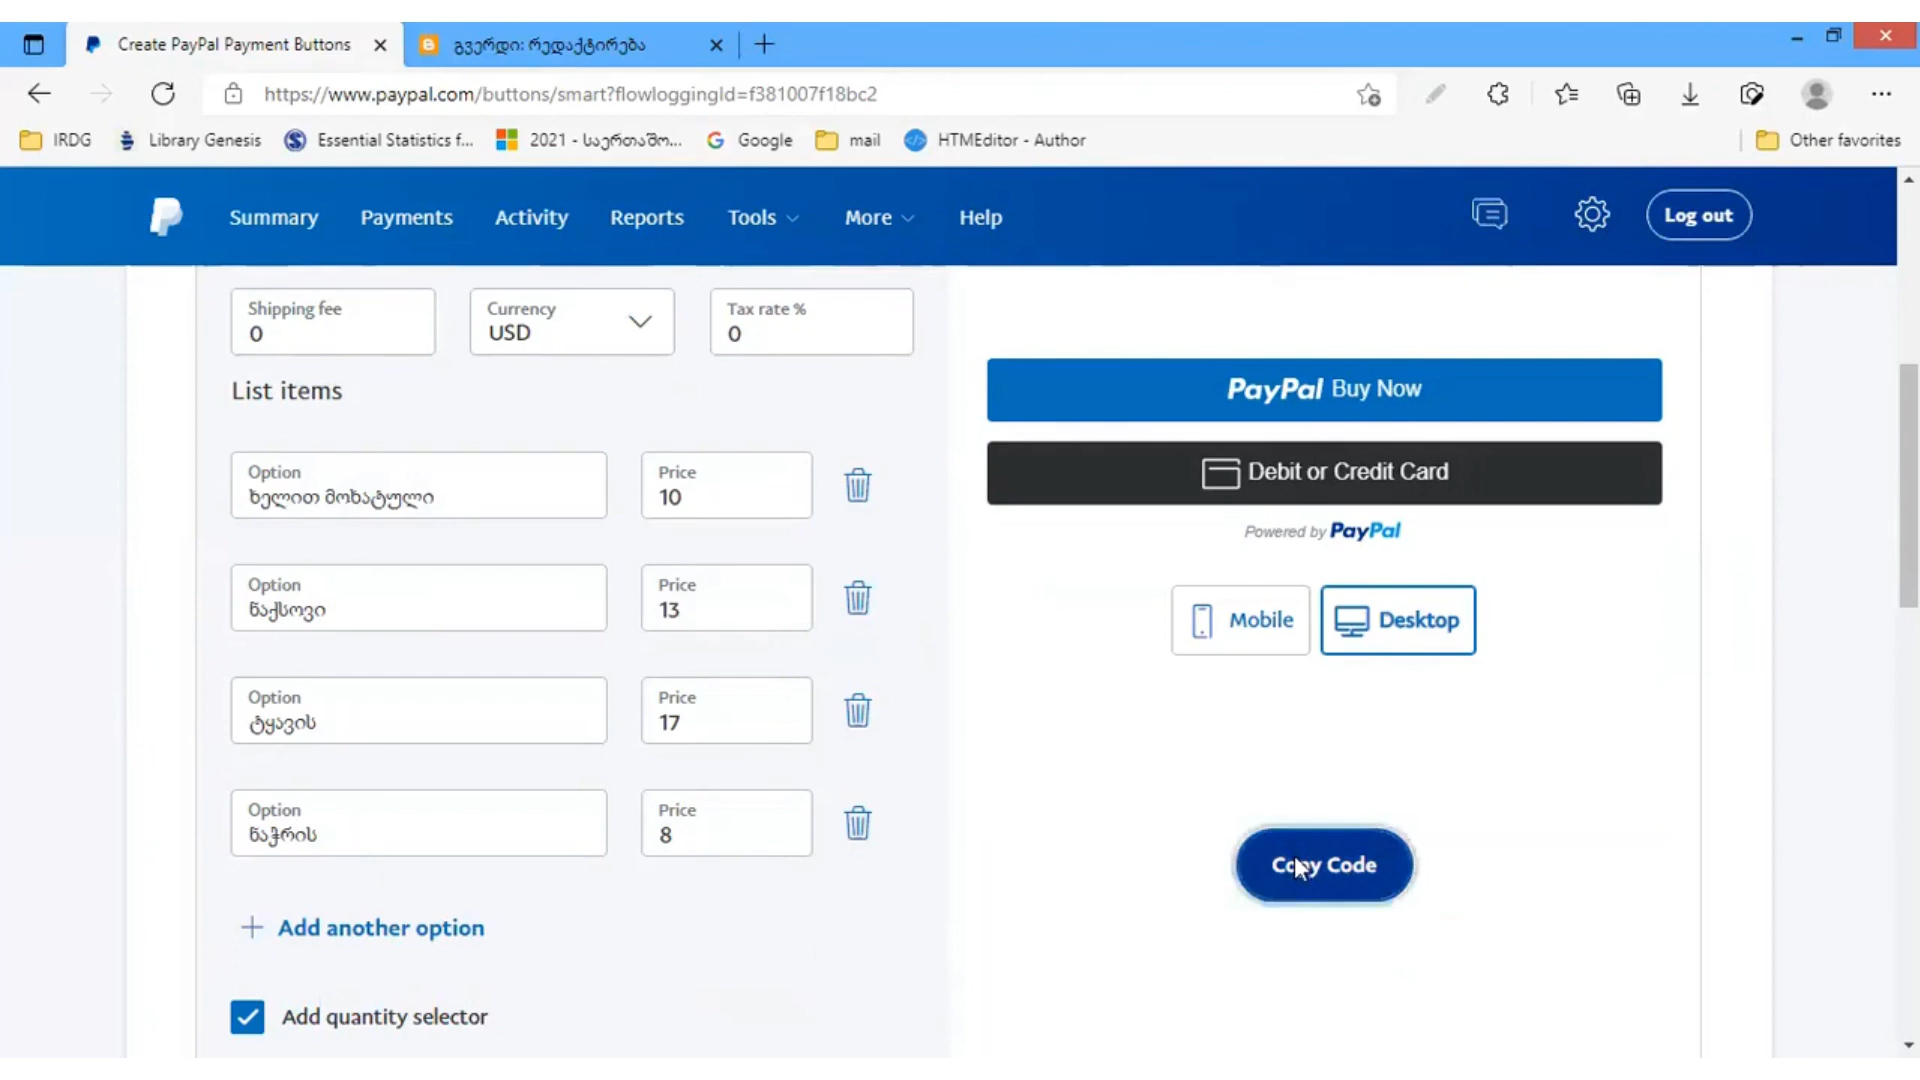 Create PayPal Payment Buttons
გვერდი: რედაქტირება
https://www.paypal.com/buttons/smart?flowloggingId=f381007f18bc2
IRDG
Library Genesis
Essential Statistics f...
2021 - საერთაშო...
Google
mail
HTMEditor - Author
Other favorites
Summary
Payments
Activity
Reports
Tools
More
Help
Log out
Shipping fee
0
Currency
USD
Tax rate %
0
List items
Option
ხელით მოხატული
Price
10
Option
ნაქსოვი
Price
13
Option
ტყავის
Price
17
Option
ნაჭრის
Price
8
+ Add another option
Add quantity selector
PayPal Buy Now
Debit or Credit Card
Powered by PayPal
Mobile
Desktop
Copy Code